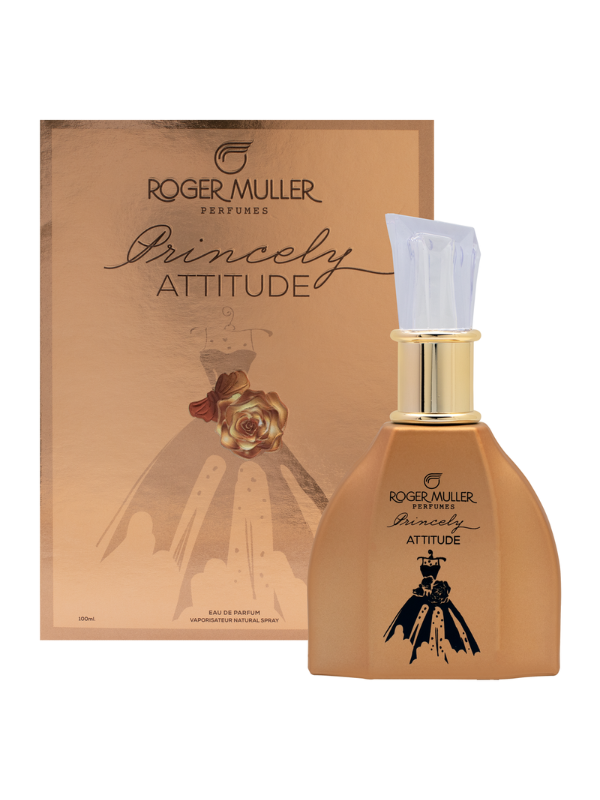 ROGER MULLER
PERFUMES
Princely
ATTITUDE
100ml
EAU DE PARFUM
VAPORISATEUR NATURAL SPRAY
ROGER MULLER
PERFUMES
Princely
ATTITUDE